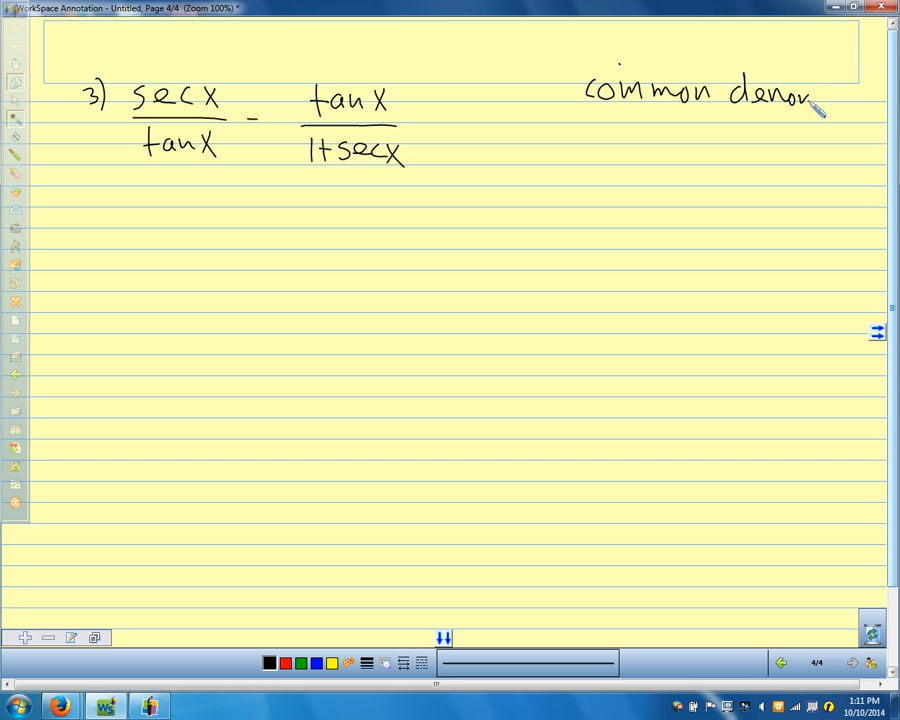 WorkSpace Annotation - Untitled, Page 4/4 (Zoom 100%) *
3) sec x / tan x - tan x / 1 + sec x
common denom
4/4
1:11 PM
10/10/2014